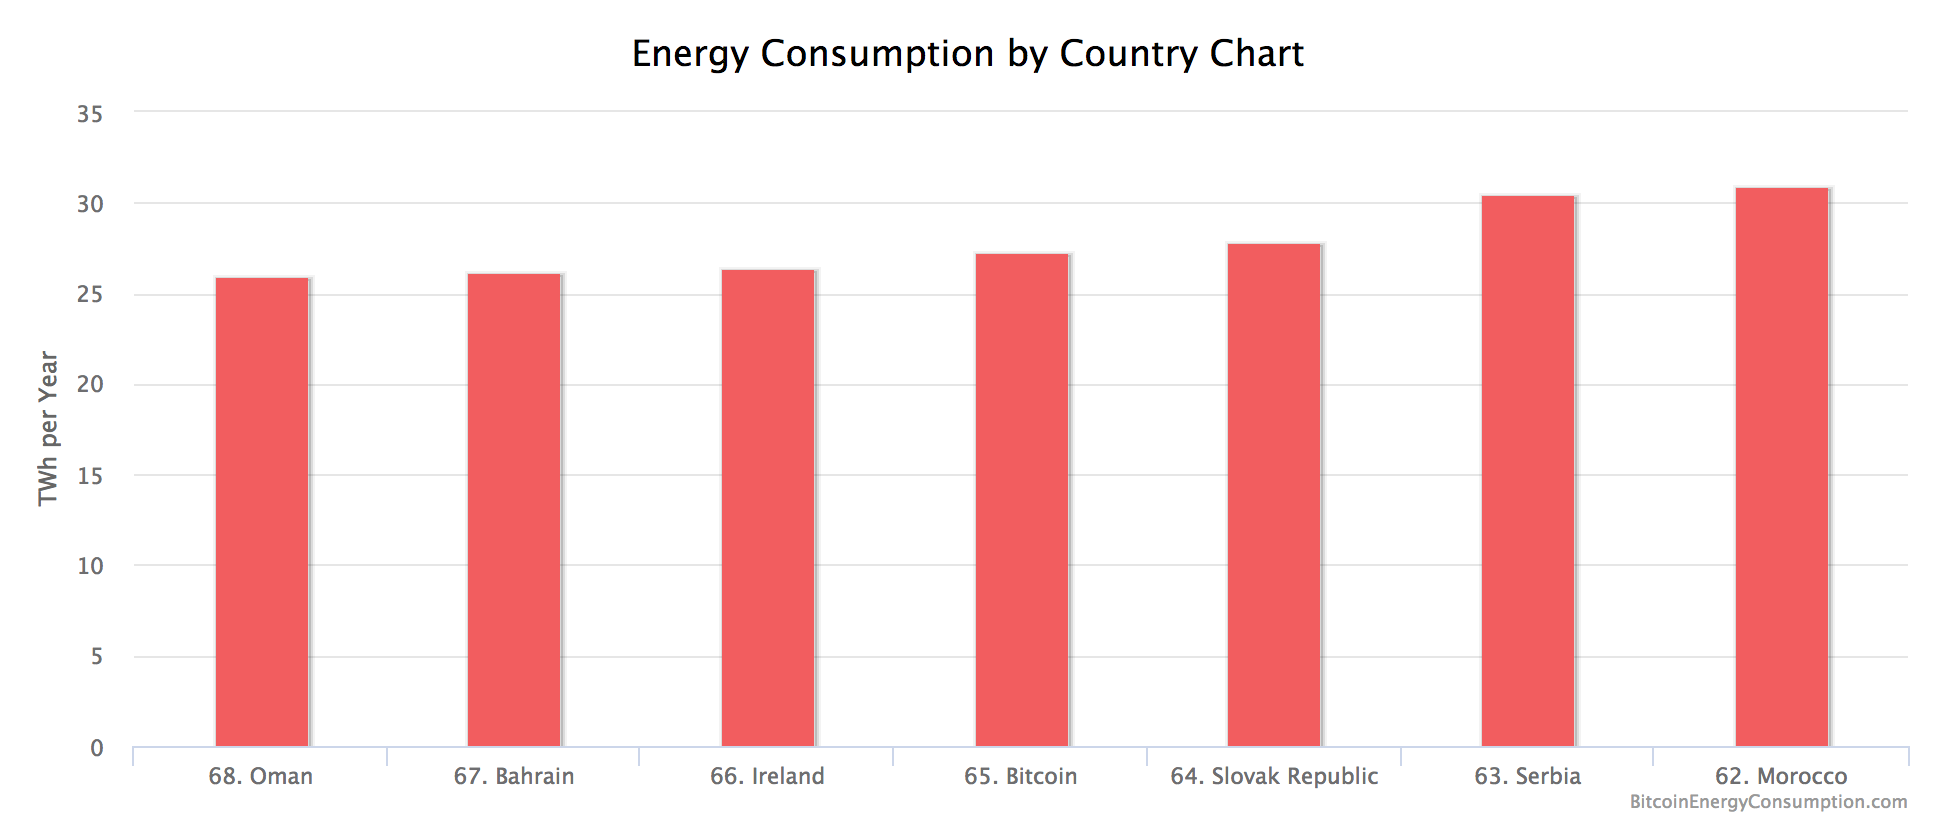 Energy Consumption by Country Chart
35
30
25
20
15
10
5
0
TWh per Year
68. Oman
67. Bahrain
66. Ireland
65. Bitcoin
64. Slovak Republic
63. Serbia
62. Morocco
BitcoinEnergyConsumption.com